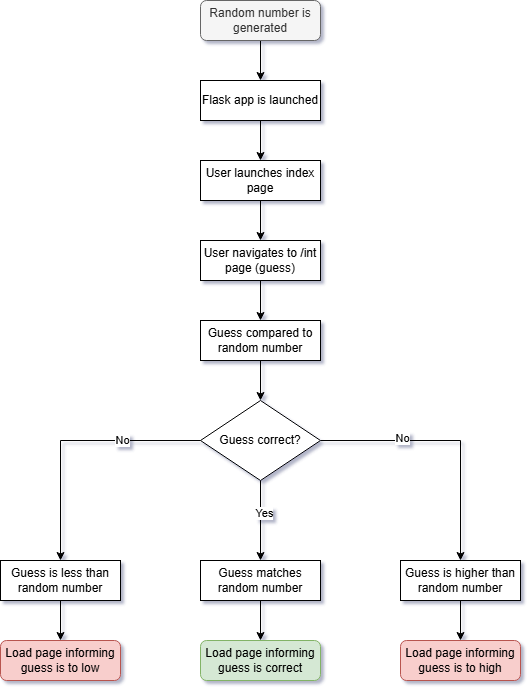 Random number is
generated
Flask app is launched
User launches index
page
User navigates to /int
page (guess)
Guess compared to
random number
Guess correct?
No
No
Yes
Guess is less than
random number
Guess matches
random number
Guess is higher than
random number
Load page informing
guess is to low
Load page informing
guess is correct
Load page informing
guess is to high